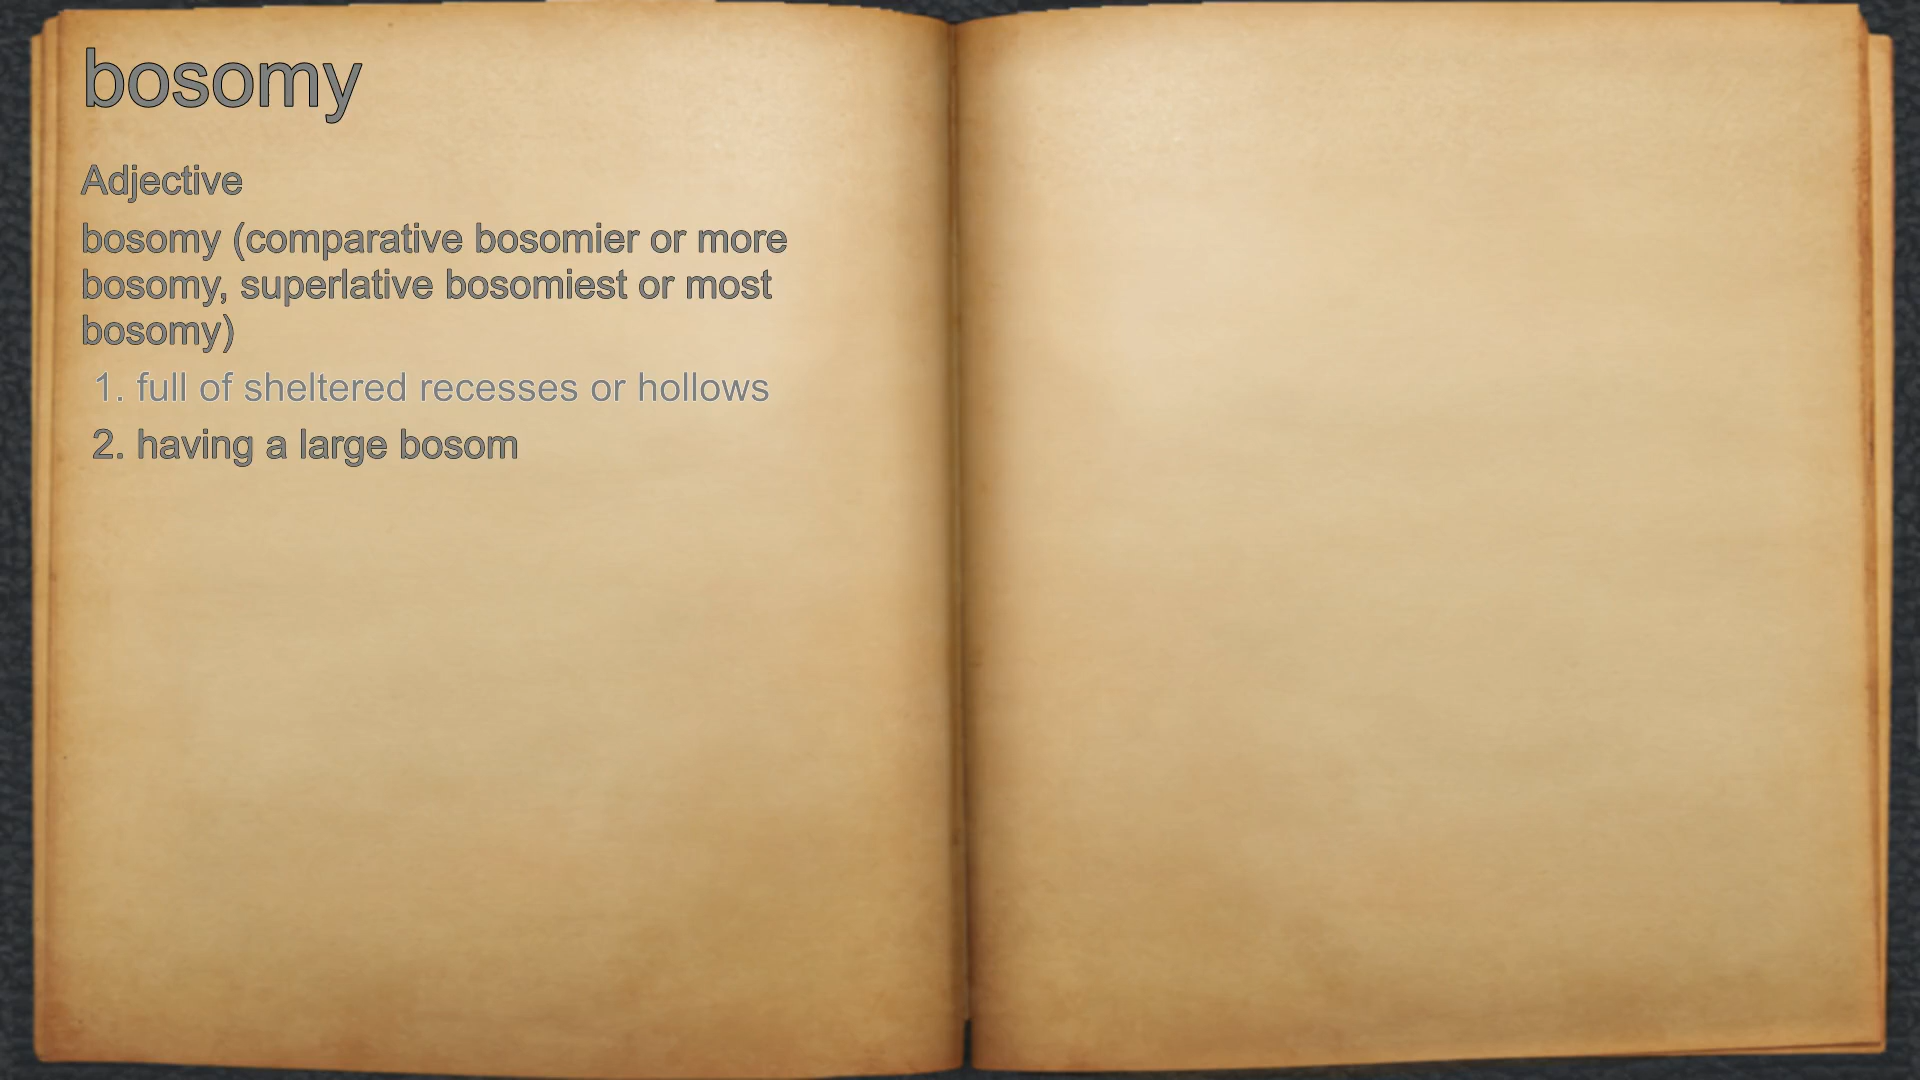 bosomy
Adjective
bosomy (comparative bosomier or more
bosomy, superlative bosomiest or most
bosomy)
1. full of sheltered recesses or hollows
2. having a large bosom